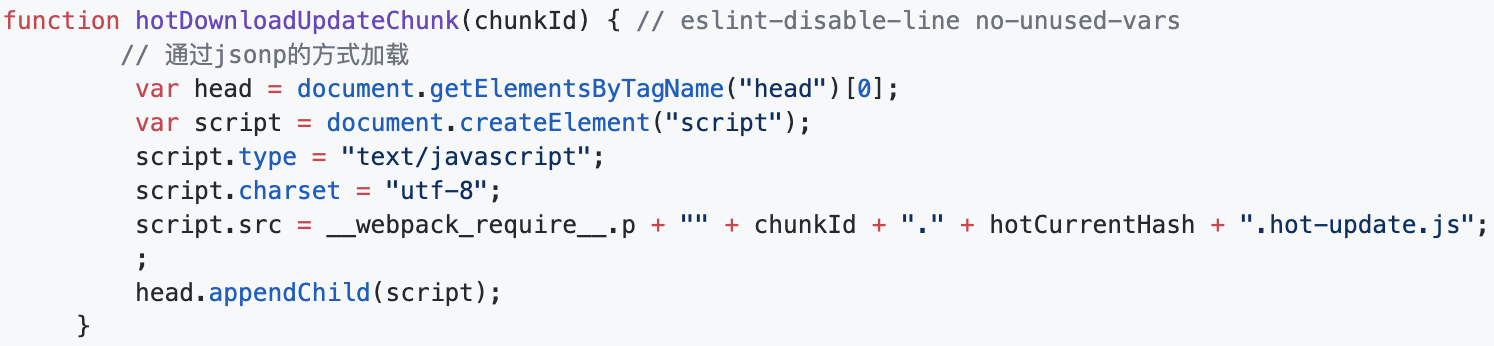 function hotDownloadUpdateChunk(chunkId) { // eslint-disable-line no-unused-vars
// 通过jsonp的方式加载
var head = document.getElementsByTagName("head")[0];
var script = document.createElement("script");
script.type = "text/javascript";
script.charset = "utf-8";
script.src = __webpack_require__.p + "" + chunkId + "." + hotCurrentHash + ".hot-update.js";
;
head.appendChild(script);
}